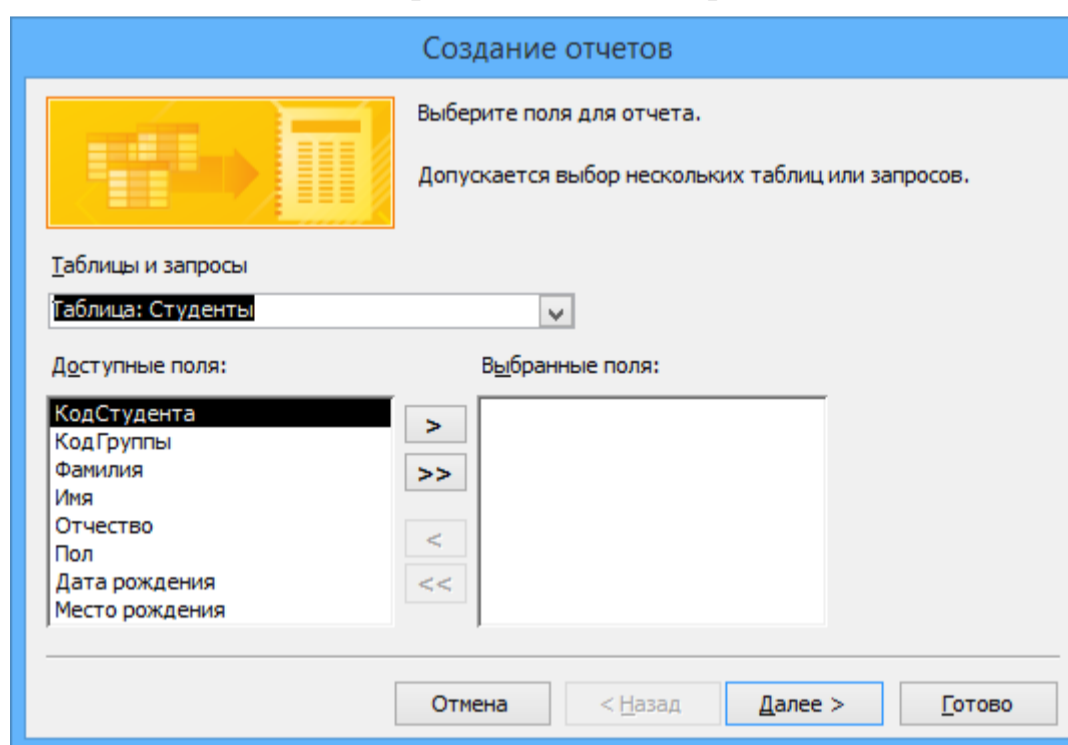 Создание отчетов
Выберите поля для отчета.
Допускается выбор нескольких таблиц или запросов.
Таблицы и запросы
Таблица: Студенты
Доступные поля:
Выбранные поля:
КодСтудента
КодГруппы
Фамилия
Имя
Отчество
Пол
Дата рождения
Место рождения
>
>>
<
<<
Отмена
< Назад
Далее >
Готово